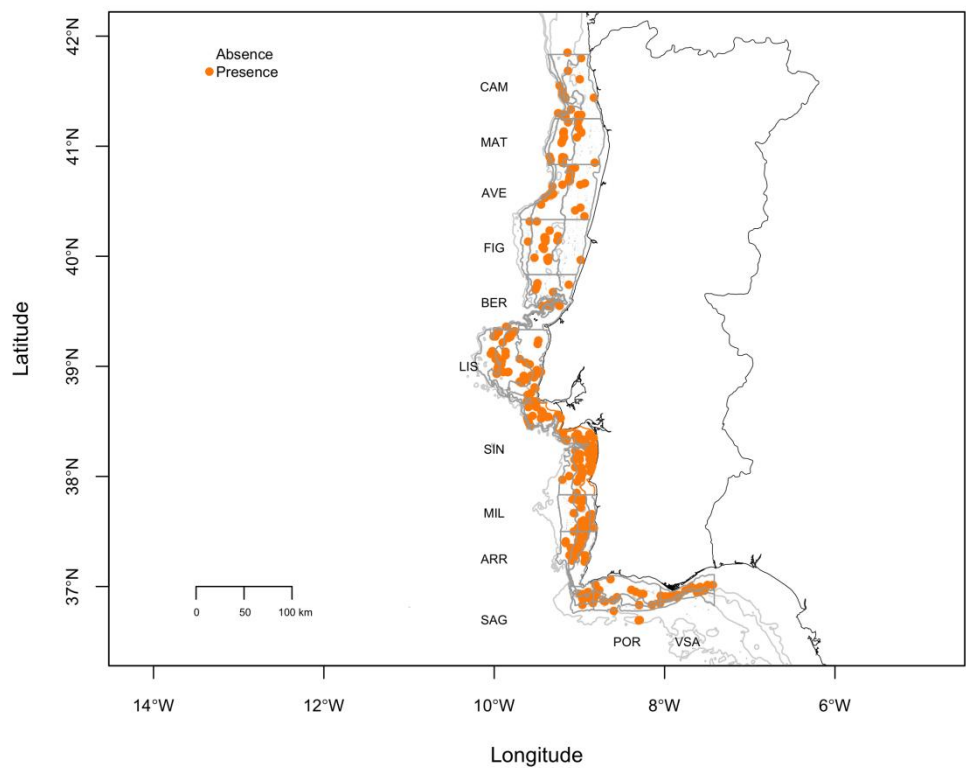 42°N
41°N
40°N
39°N
38°N
37°N
Latitude
Absence
Presence
CAM
MAT
AVE
FIG
BER
LIS
SIN
MIL
ARR
SAG
POR
VSA
0 50 100 km
14°W 12°W 10°W 8°W 6°W
Longitude